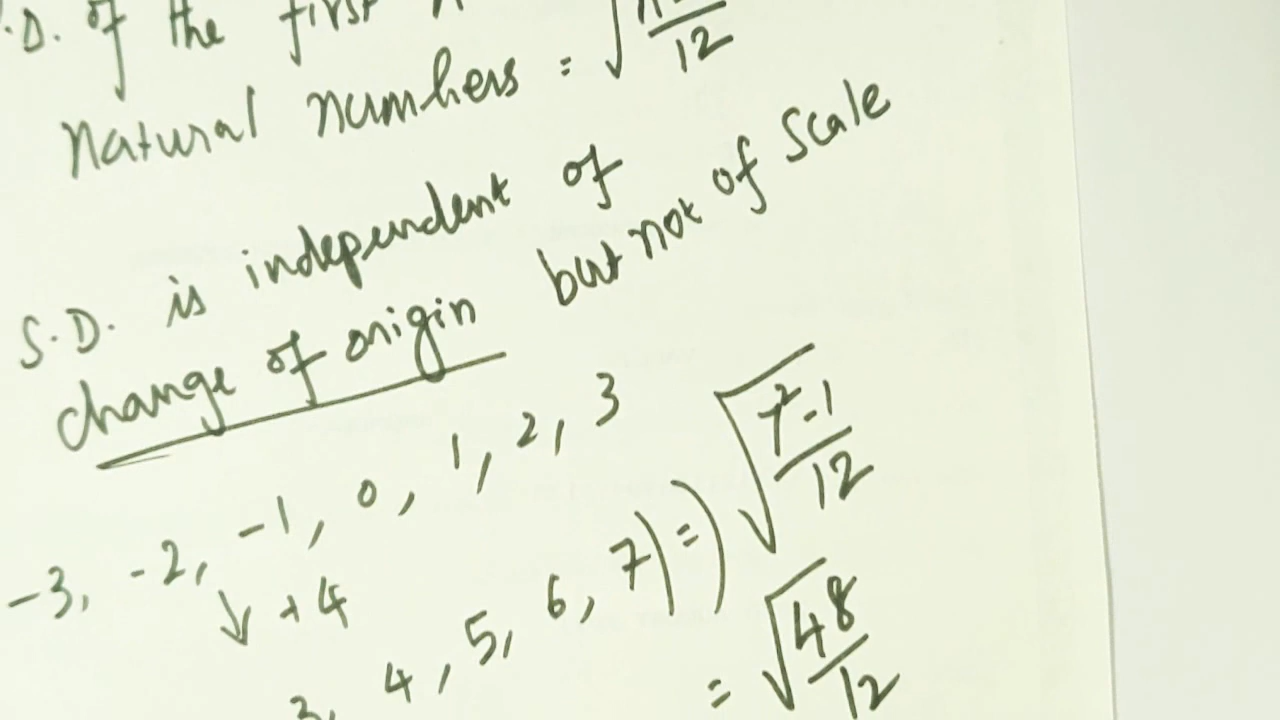 S.D. of the first n
Natural numbers = √ 12
S.D. is independent of
change of origin but not of scale
-3, -2, -1, 0, 1, 2, 3
↓ +4
3, 4, 5, 6, 7 ⇒ √(7²-1)/12
= √48/12